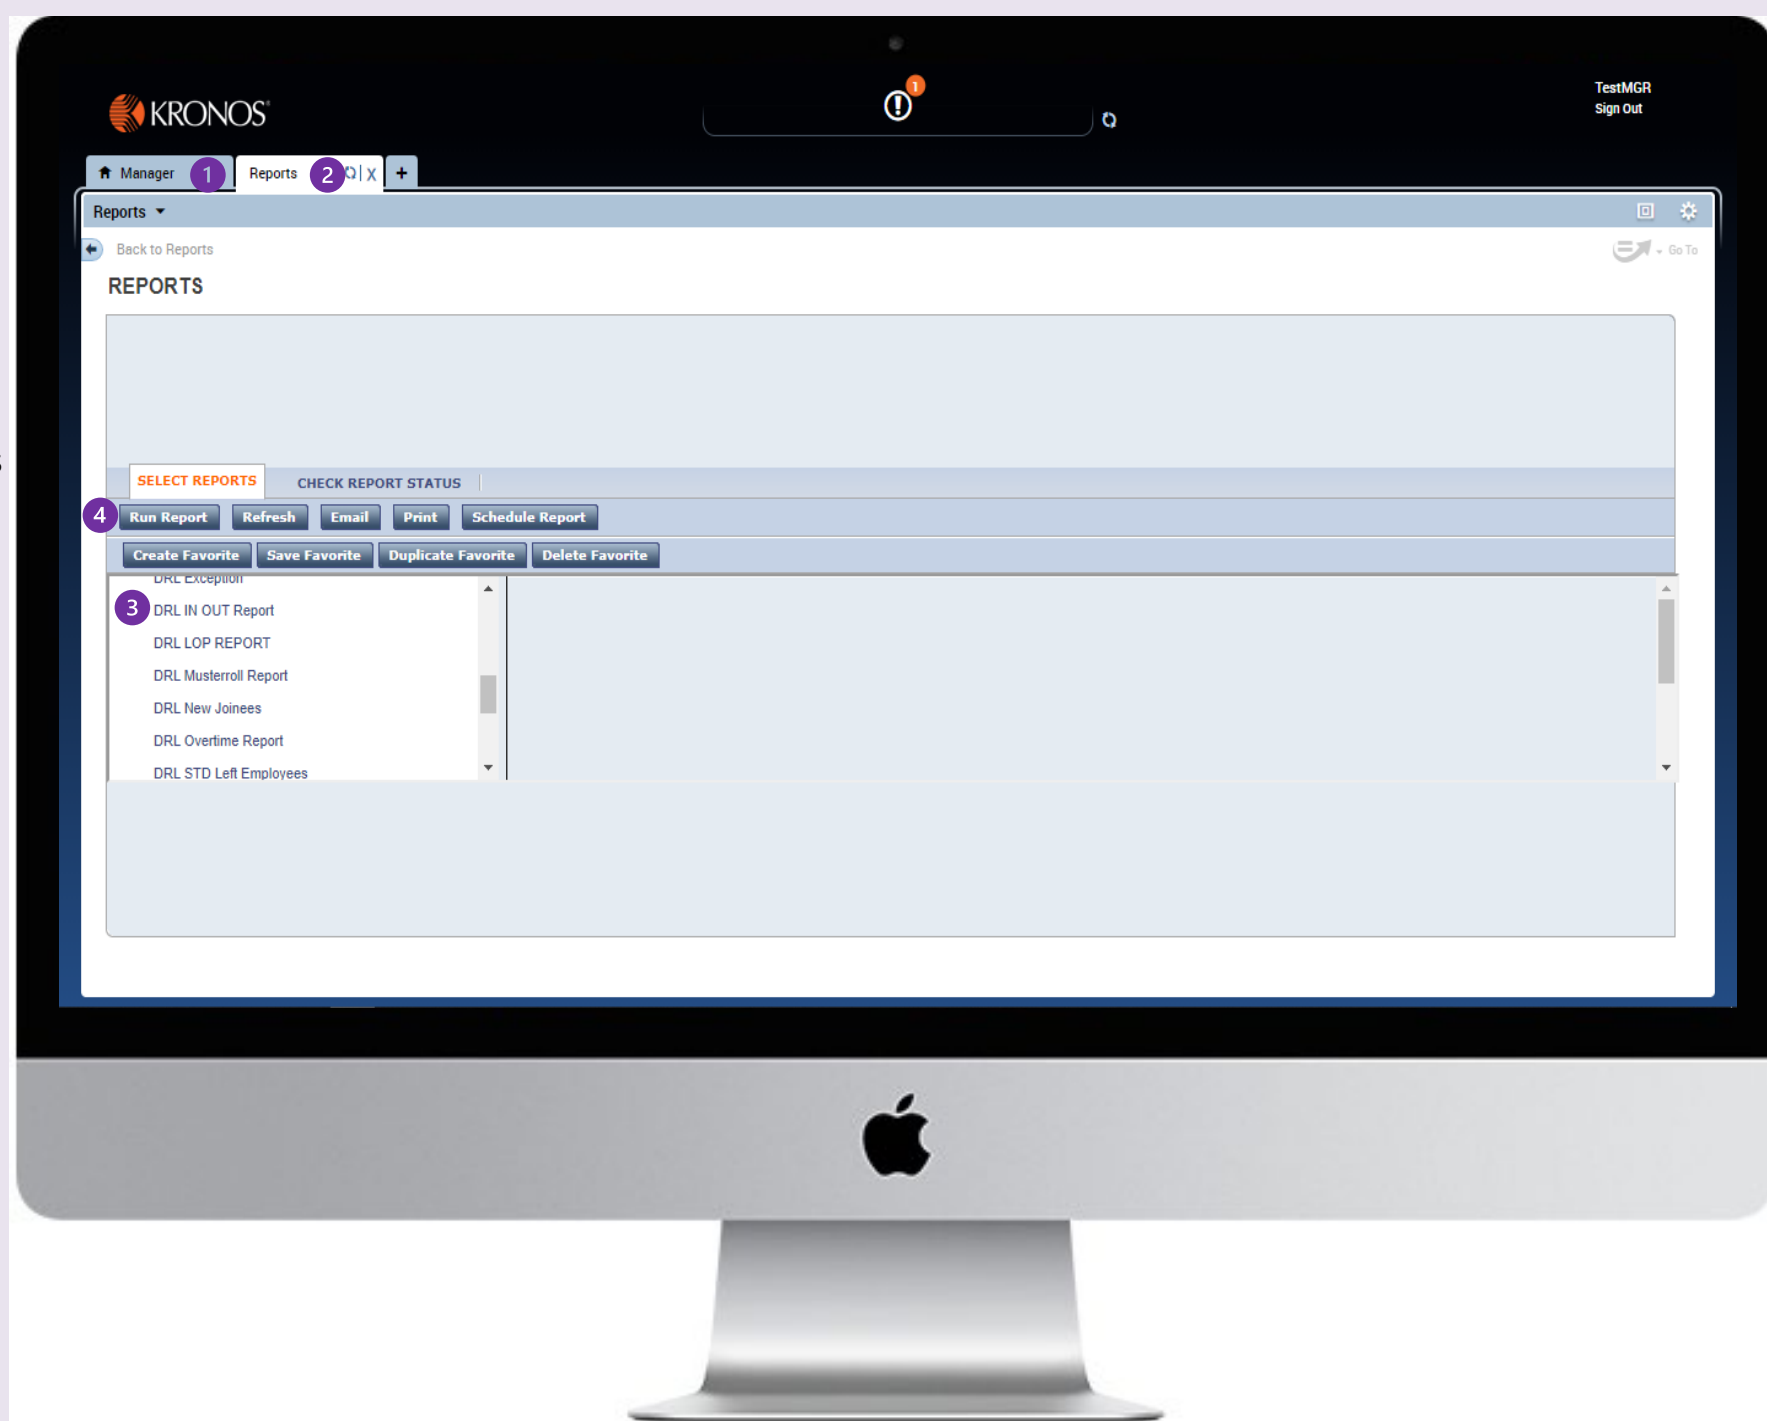 KRONOS
1
TestMGR
Sign Out
Manager 1 Reports 2 X +
Reports
Back to Reports
Go To
REPORTS
SELECT REPORTS CHECK REPORT STATUS
4 Run Report Refresh Email Print Schedule Report
Create Favorite Save Favorite Duplicate Favorite Delete Favorite
DRL Exception
3 DRL IN OUT Report
DRL LOP REPORT
DRL Musterroll Report
DRL New Joinees
DRL Overtime Report
DRL STD Left Employees